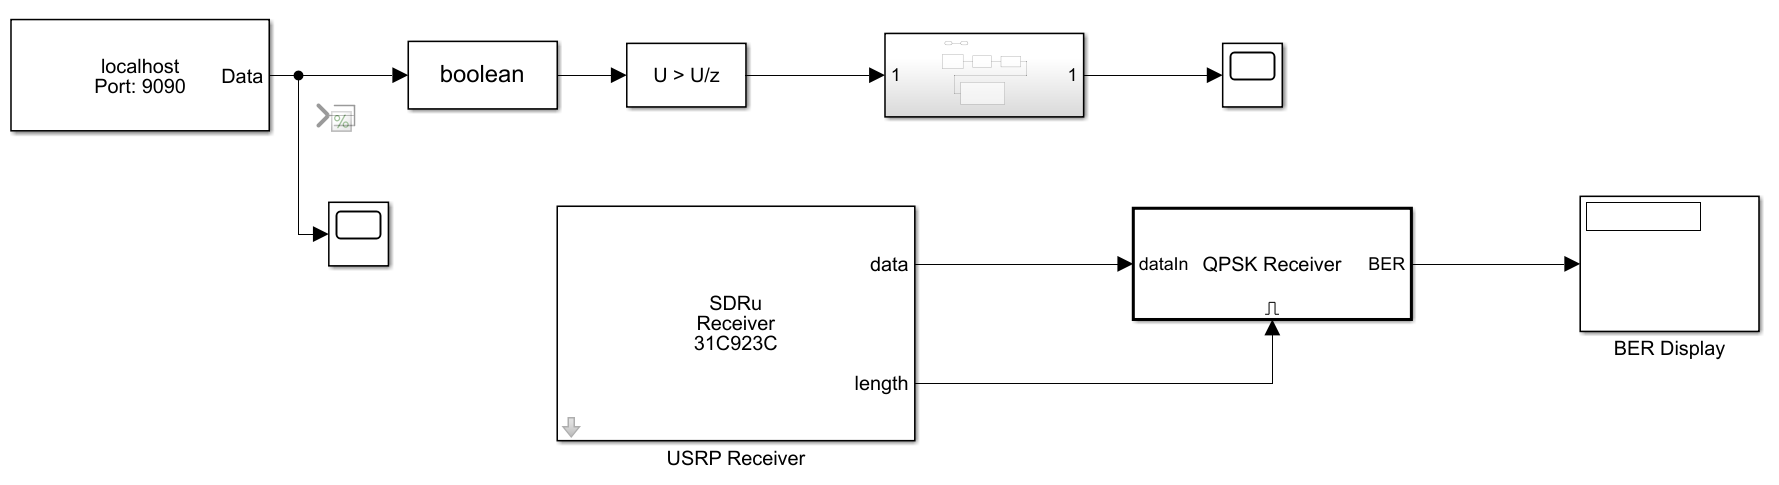 localhost
Port: 9090
Data
boolean
U > U/z
1
1
%
SDRu
Receiver
31C923C
data
length
USRP Receiver
dataIn
QPSK Receiver
BER
BER Display